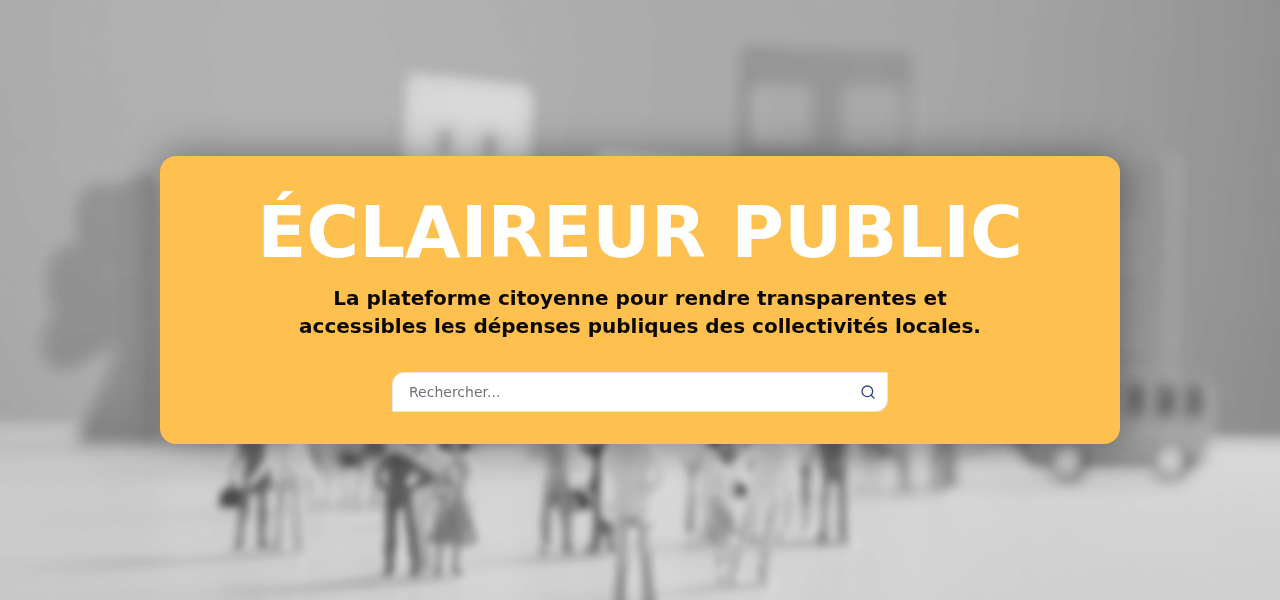 ÉCLAIREUR PUBLIC
La plateforme citoyenne pour rendre transparentes et
accessibles les dépenses publiques des collectivités locales.
Rechercher...